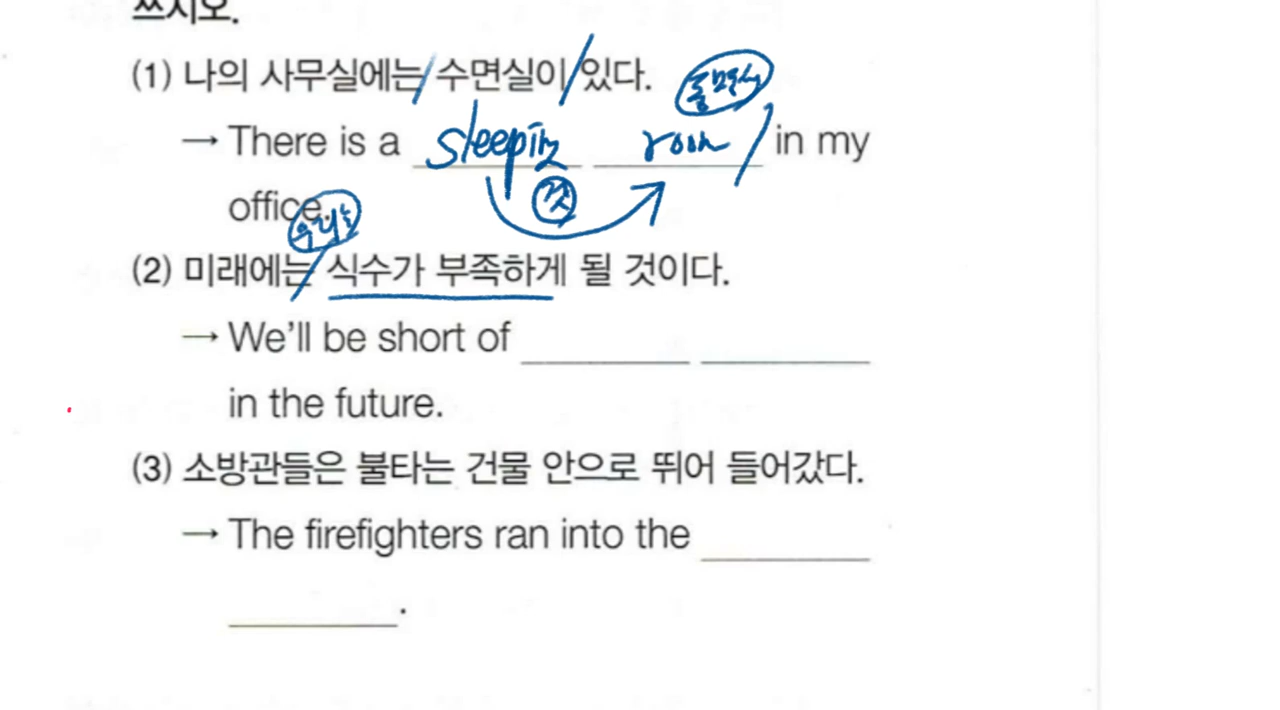 쓰시오.
(1) 나의 사무실에는/수면실이/있다. 동명사
→ There is a sleeping room / in my
office. 것
우리는
(2) 미래에는/식수가 부족하게 될 것이다.
→ We'll be short of
in the future.
(3) 소방관들은 불타는 건물 안으로 뛰어 들어갔다.
→ The firefighters ran into the
.